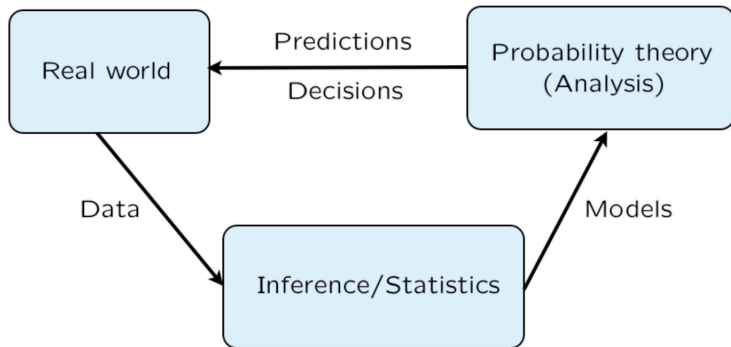 Real world
Predictions
Decisions
Probability theory
(Analysis)
Data
Models
Inference/Statistics